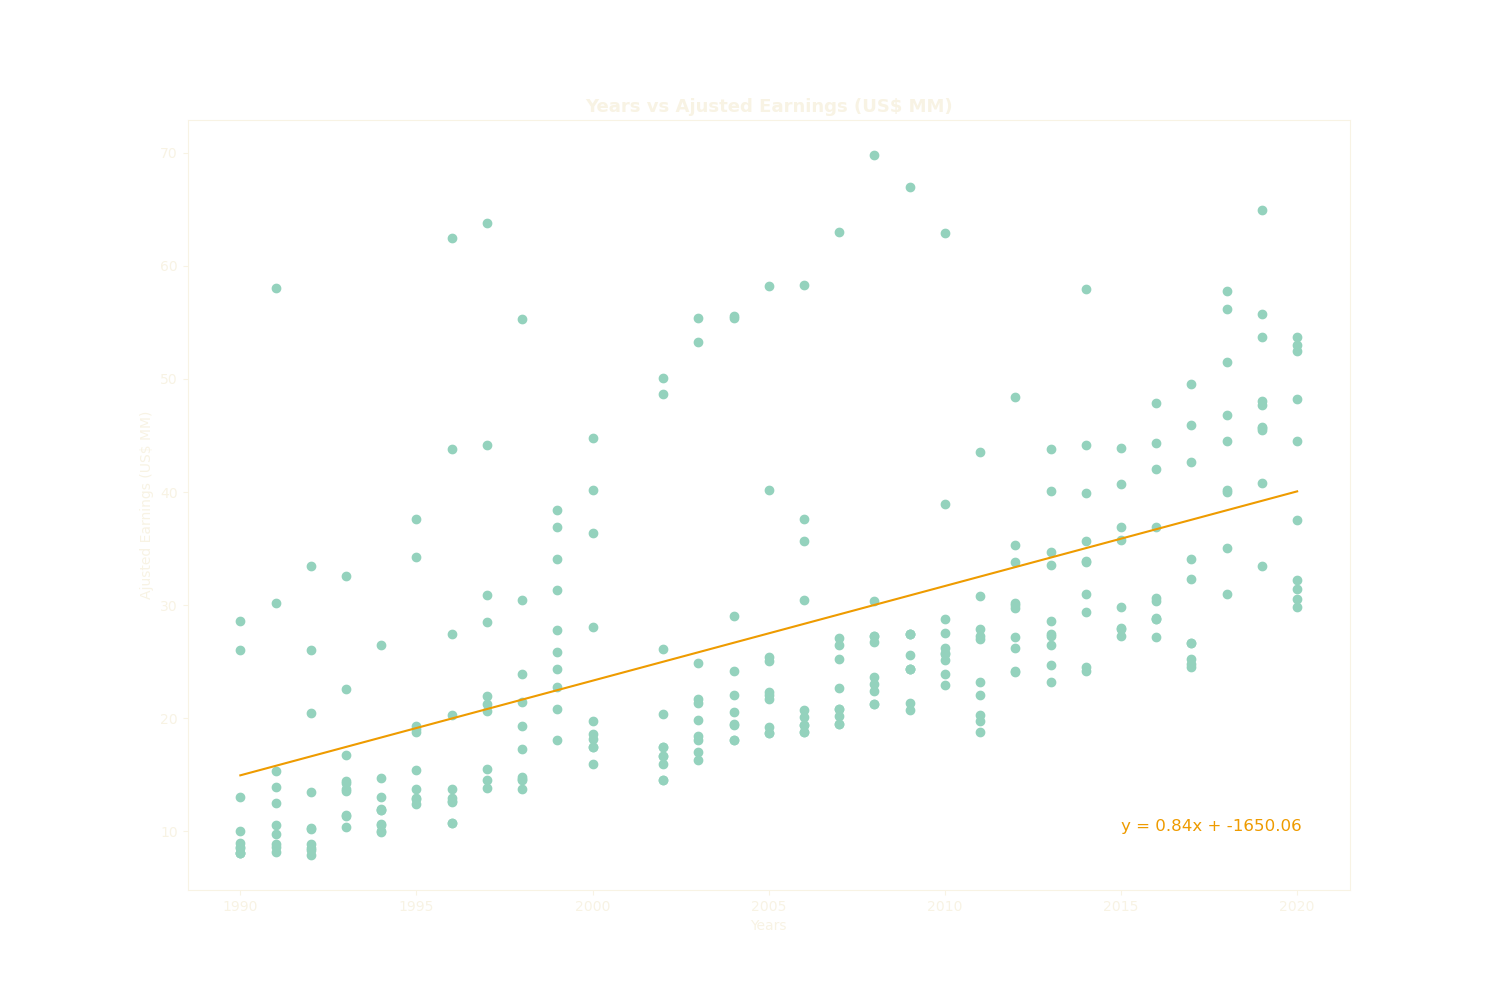 Years vs Ajusted Earnings (US$ MM)
70
60
50
40
30
20
10
Ajusted Earnings (US$ MM)
y = 0.84x + -1650.06
1990 1995 2000 2005 2010 2015 2020
Years